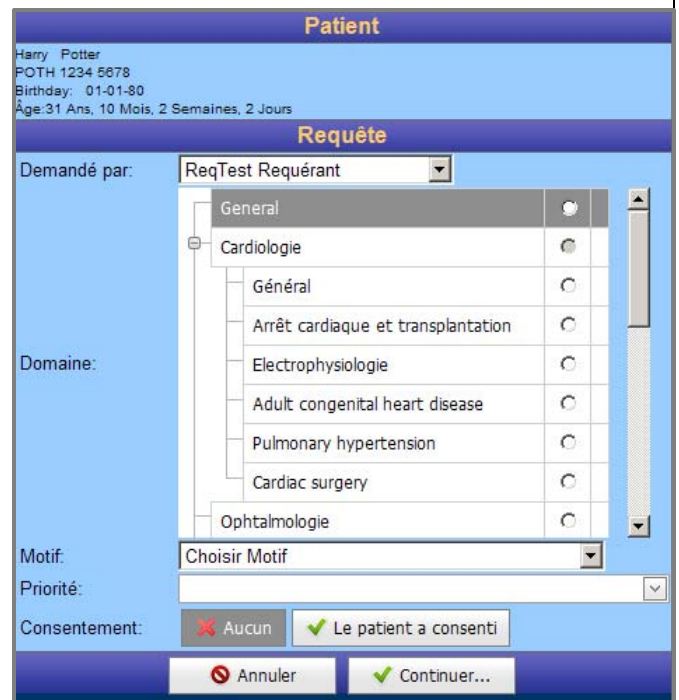 Patient
Harry Potter
POTH 1234 5678
Birthday: 01-01-80
Âge:31 Ans, 10 Mois, 2 Semaines, 2 Jours
Requête
Demandé par: ReqTest Requérant
General
Cardiologie
Général
Arrêt cardiaque et transplantation
Domaine: Electrophysiologie
Adult congenital heart disease
Pulmonary hypertension
Cardiac surgery
Ophtalmologie
Motif: Choisir Motif
Priorité:
Consentement: Aucun Le patient a consenti
Annuler Continuer...